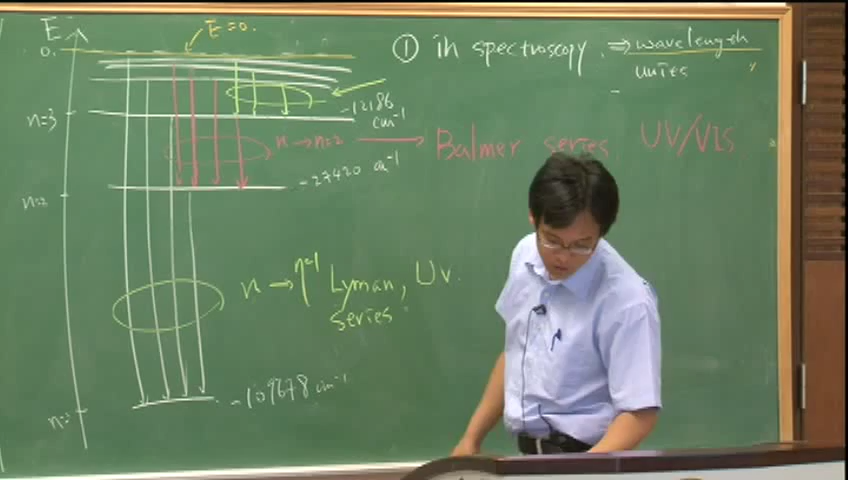 E
E=0.
0.
① in spectroscopy. ⇒ wavelength
unites
-12186
cm⁻¹
n=3
n → n=2 → Balmer series UV/VIS
-27420 cm⁻¹
n=2
n → n=1 Lyman, UV.
series
-109678 cm⁻¹
n=